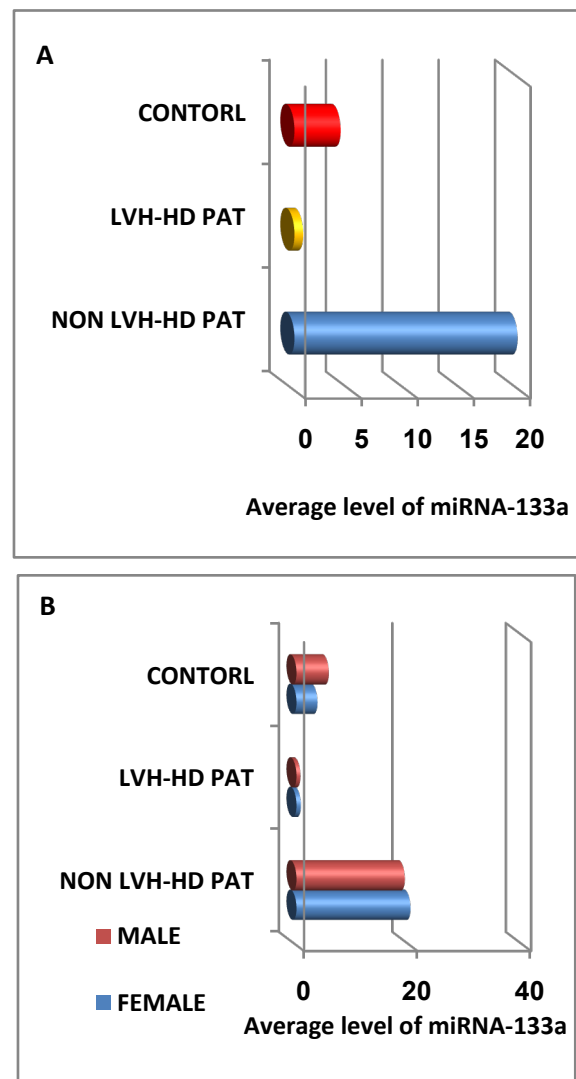 A
CONTORL
LVH-HD PAT
NON LVH-HD PAT
0 5 10 15 20
Average level of miRNA-133a
B
CONTORL
LVH-HD PAT
NON LVH-HD PAT
MALE
FEMALE
0 20 40
Average level of miRNA-133a